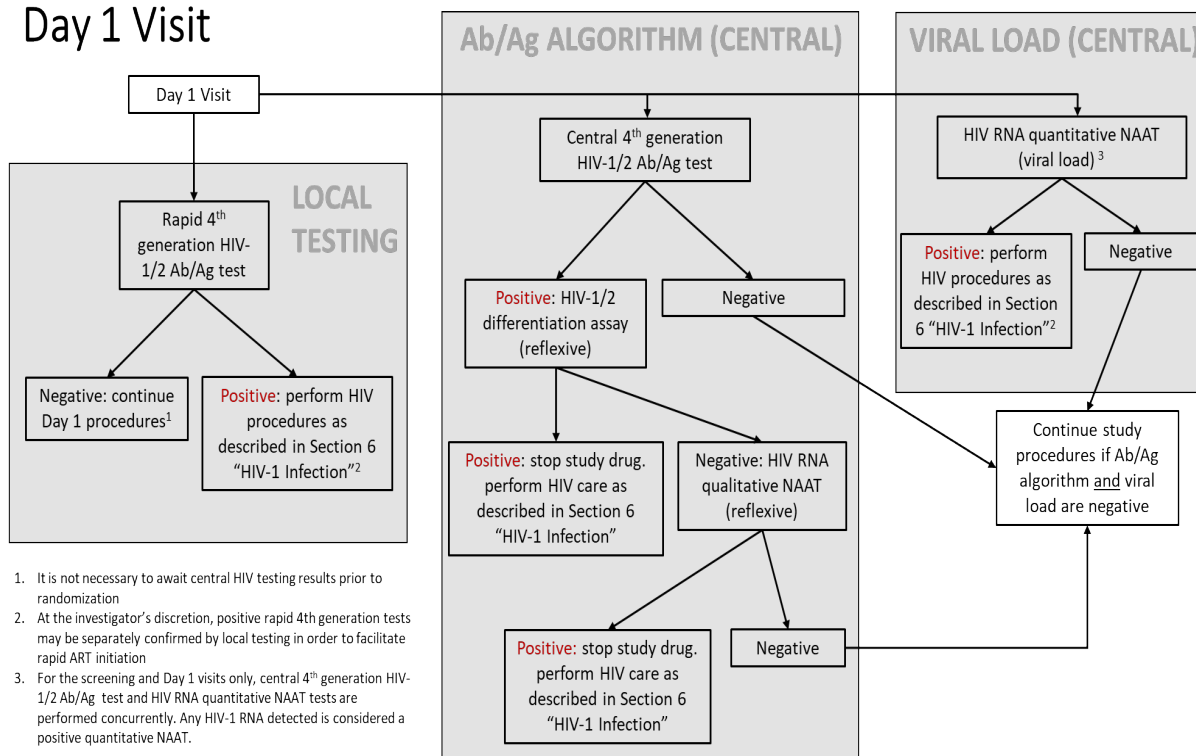 Day 1 Visit
Ab/Ag ALGORITHM (CENTRAL)
VIRAL LOAD (CENTRAL)
Day 1 Visit
LOCAL
TESTING
Rapid 4th
generation HIV-
1/2 Ab/Ag test
Negative: continue
Day 1 procedures1
Positive: perform HIV
procedures as
described in Section 6
“HIV-1 Infection”2
Central 4th generation
HIV-1/2 Ab/Ag test
Positive: HIV-1/2
differentiation assay
(reflexive)
Negative
Positive: stop study drug.
perform HIV care as
described in Section 6
“HIV-1 Infection”
Negative: HIV RNA
qualitative NAAT
(reflexive)
Positive: stop study drug.
perform HIV care as
described in Section 6
“HIV-1 Infection”
Negative
HIV RNA quantitative NAAT
(viral load) 3
Positive: perform
HIV procedures as
described in Section
6 “HIV-1 Infection”2
Negative
Continue study
procedures if Ab/Ag
algorithm and viral
load are negative
1. It is not necessary to await central HIV testing results prior to
randomization
2. At the investigator’s discretion, positive rapid 4th generation tests
may be separately confirmed by local testing in order to facilitate
rapid ART initiation
3. For the screening and Day 1 visits only, central 4th generation HIV-
1/2 Ab/Ag test and HIV RNA quantitative NAAT tests are
performed concurrently. Any HIV-1 RNA detected is considered a
positive quantitative NAAT.